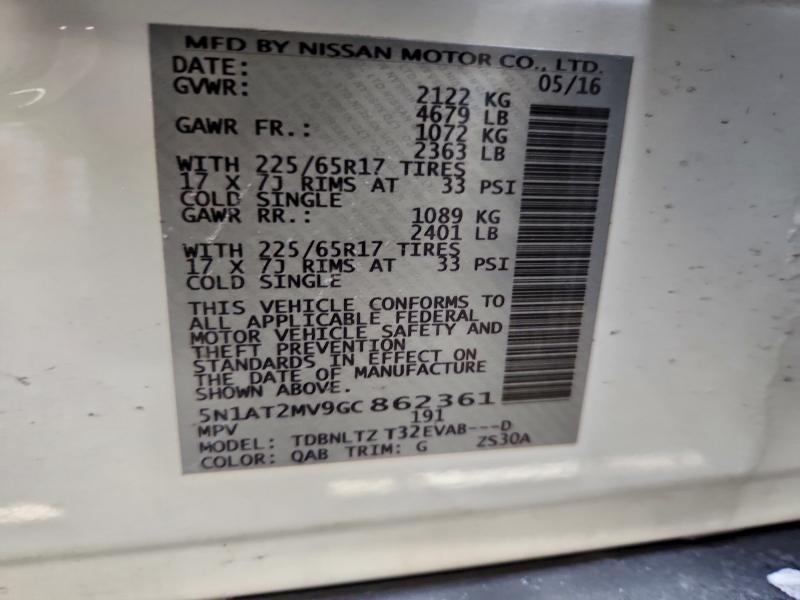 MFD BY NISSAN MOTOR CO., LTD.
DATE: 05/16
GVWR: 2122 KG
4679 LB
GAWR FR.: 1072 KG
2363 LB
WITH 225/65R17 TIRES
17 X 7J RIMS AT 33 PSI
COLD SINGLE
GAWR RR.: 1089 KG
2401 LB
WITH 225/65R17 TIRES
17 X 7J RIMS AT 33 PSI
COLD SINGLE
THIS VEHICLE CONFORMS TO
ALL APPLICABLE FEDERAL
MOTOR VEHICLE SAFETY AND
THEFT PREVENTION
STANDARDS IN EFFECT ON
THE DATE OF MANUFACTURE
SHOWN ABOVE.
5N1AT2MV9GC862361
MPV 191
MODEL: TDBNLTZ T32EVAB---D
COLOR: QAB TRIM: G ZS30A